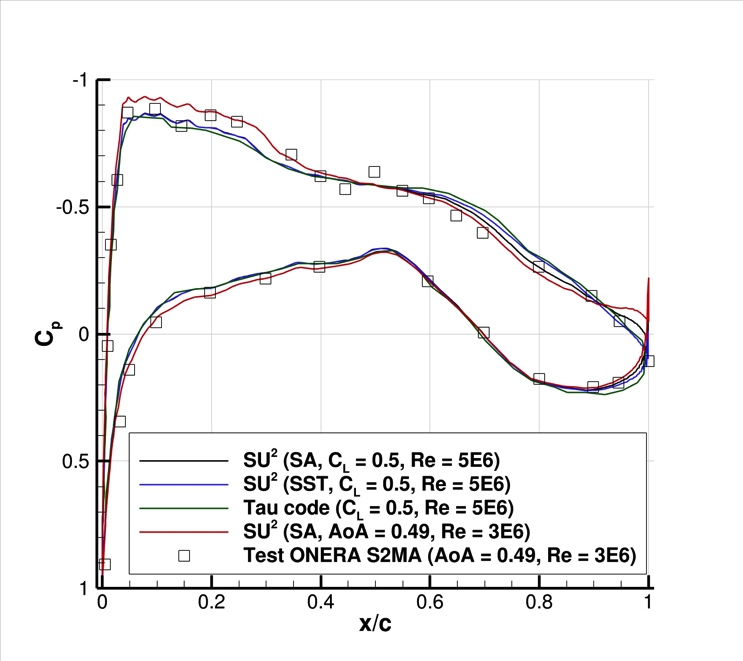 -1
-0.5
0
0.5
1
C_p
SU² (SA, C_L = 0.5, Re = 5E6)
SU² (SST, C_L = 0.5, Re = 5E6)
Tau code (C_L = 0.5, Re = 5E6)
SU² (SA, AoA = 0.49, Re = 3E6)
Test ONERA S2MA (AoA = 0.49, Re = 3E6)
0 0.2 0.4 0.6 0.8 1
x/c